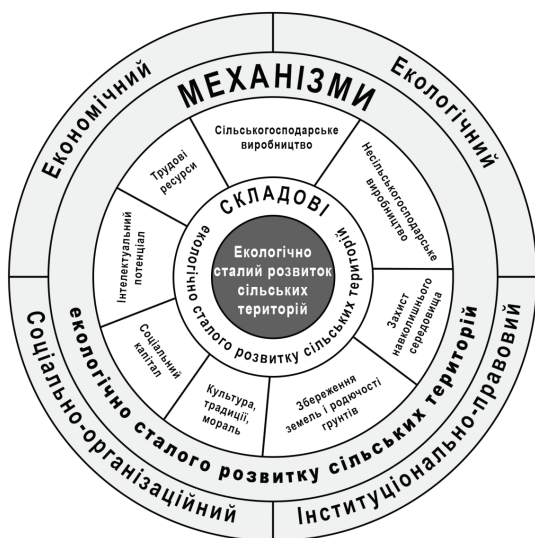 Економічний
Екологічний
МЕХАНІЗМИ
екологічно сталого розвитку сільських територій
Соціально-організаційний
Інституціонально-правовий
Сільськогосподарське
виробництво
Несільськогосподарське
виробництво
Захист
навколишнього
середовища
Збереження
земель і родючості
грунтів
Культура,
традиції,
мораль
Соціальний
капітал
Інтелектуальний
потенціал
Трудові
ресурси
СКЛАДОВІ
екологічно сталого розвитку сільських територій
Екологічно
сталий розвиток
сільських
територій